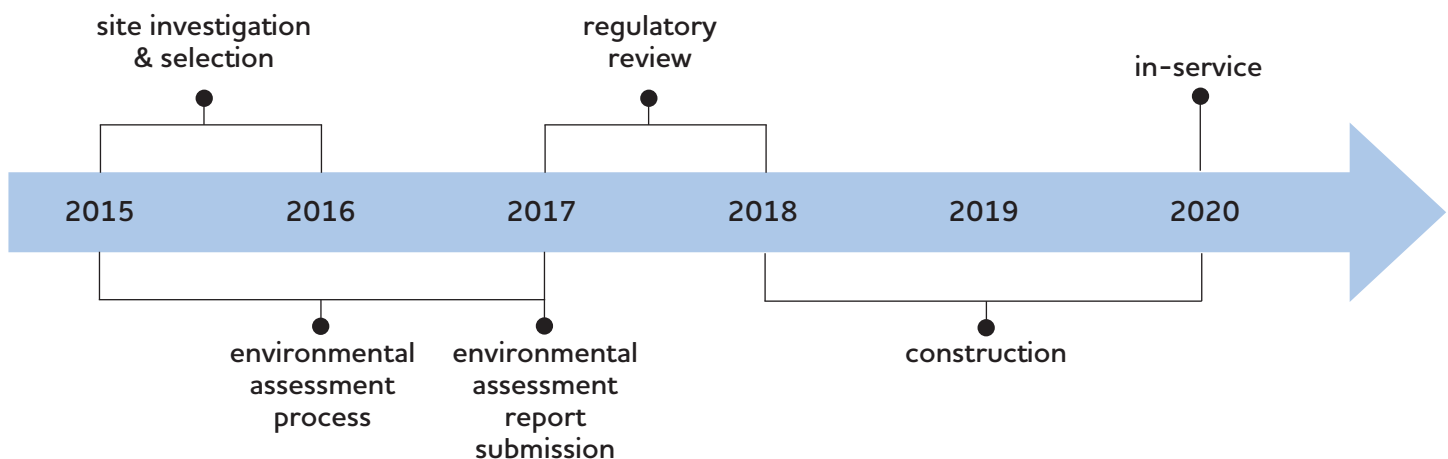 site investigation
& selection
regulatory
review
in-service
2015
2016
2017
2018
2019
2020
environmental
assessment
process
environmental
assessment
report
submission
construction